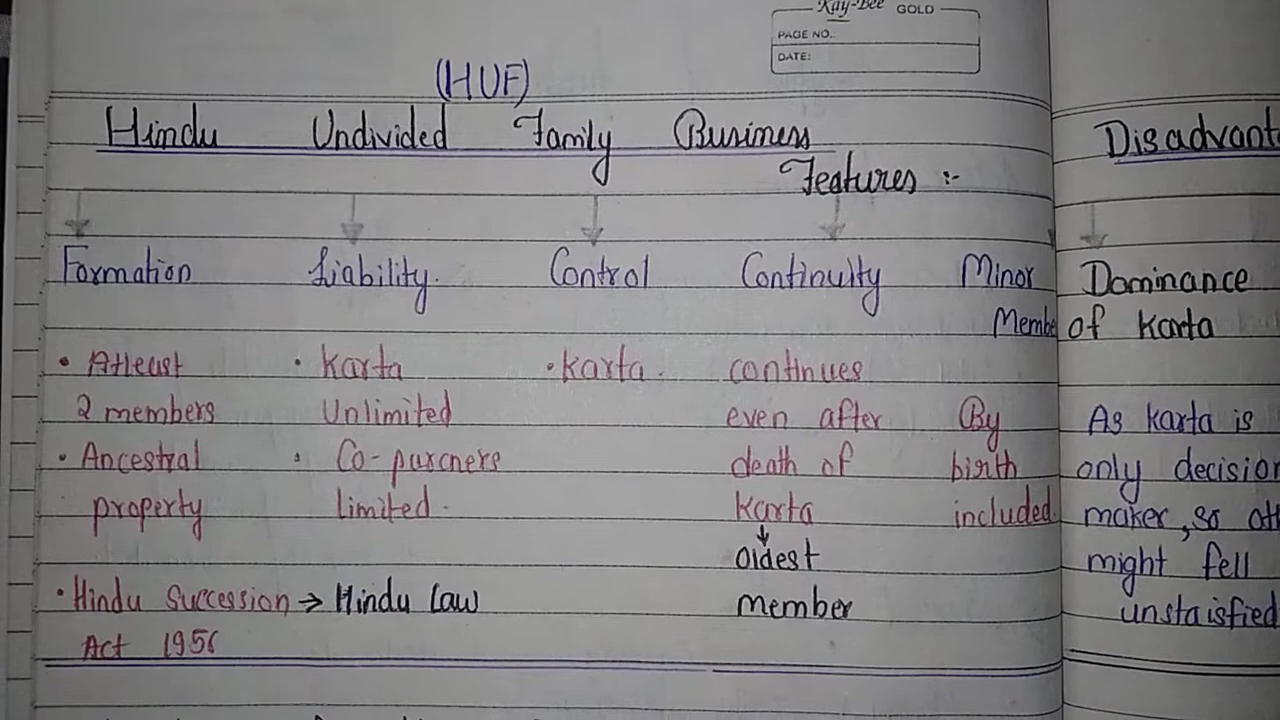 Kay-Bee GOLD
PAGE NO.:
DATE:
(HUF)
Hindu Undivided Family Business
Features :-
Formation
• Atleast
2 members
• Ancestral
property
• Hindu Succession → Hindu Law
Act 1956
Liability.
• Karta
Unlimited
• Co-purcners
limited.
Control
• Karta.
Continuity
continues
even after
death of
Karta
↓
oldest
member
Minor
Membe
By
birth
included.
Disadvant
Dominance
of Karta
As Karta is
only decision
maker, so oth
might fell
unstaisfied